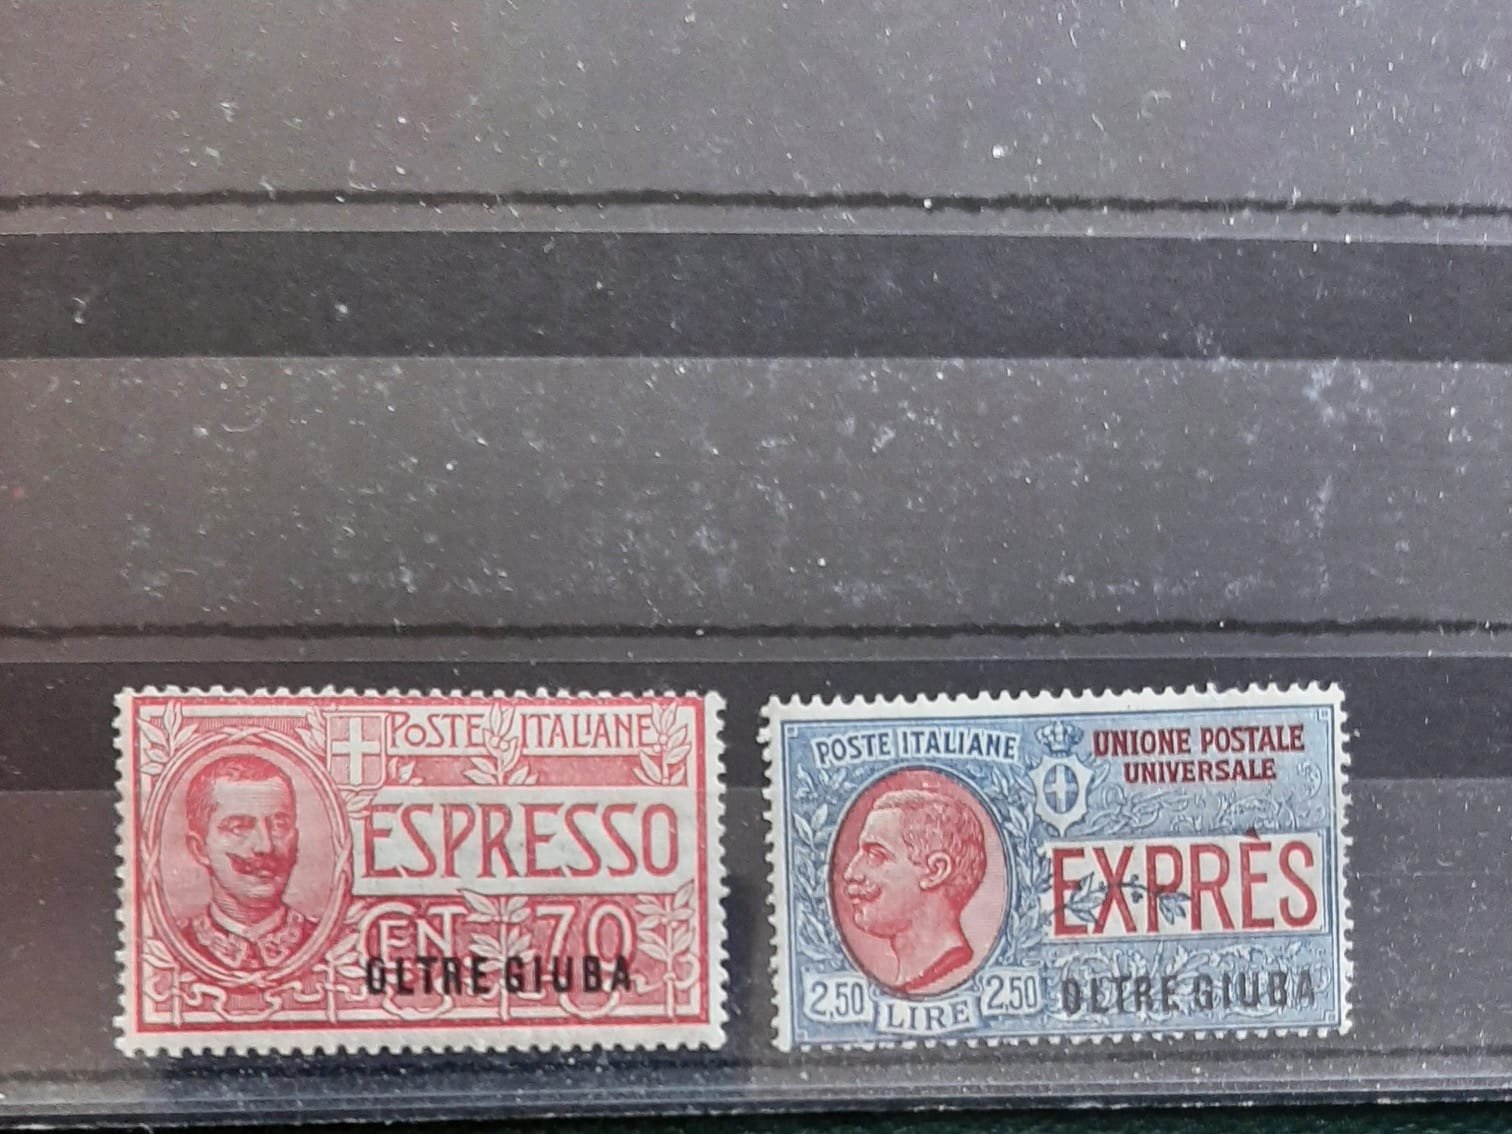 POSTE ITALIANE
ESPRESSO
CEN 70
OLTRE GIUBA
POSTE ITALIANE
UNIONE POSTALE
UNIVERSALE
EXPRÈS
2,50 LIRE 2,50
OLTRE GIUBA